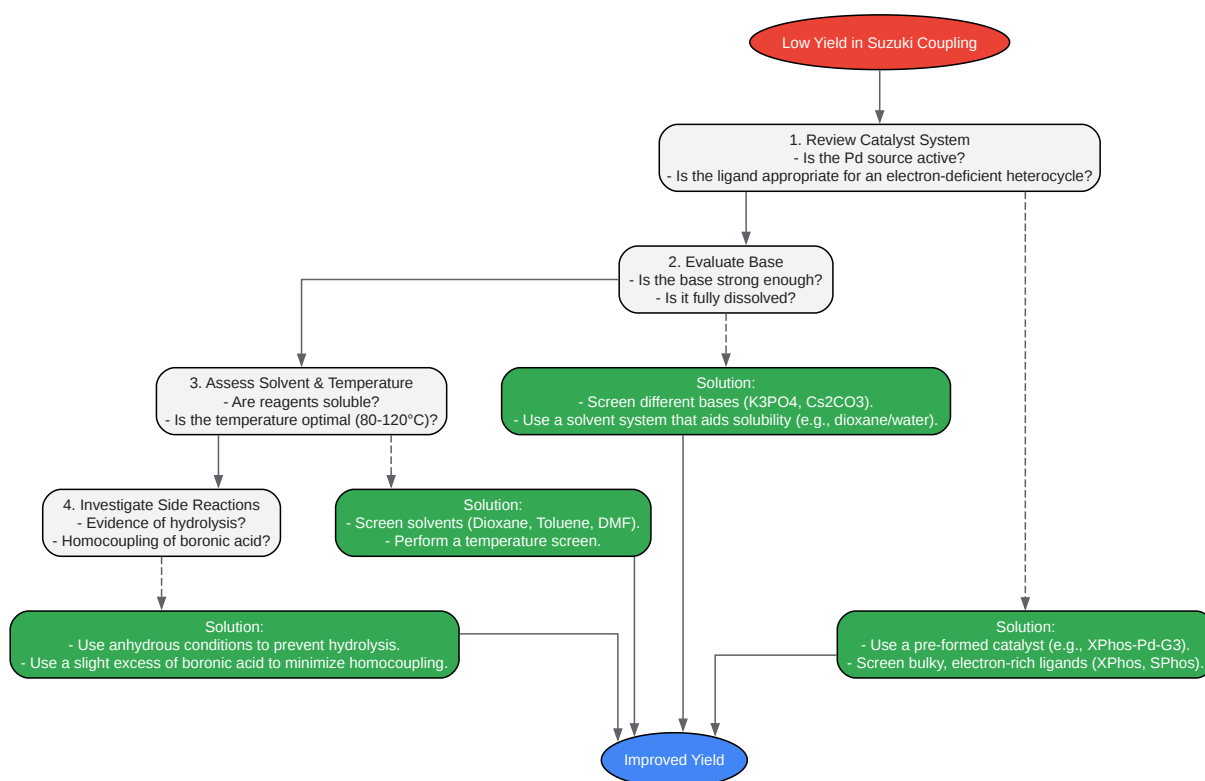 Low Yield in Suzuki Coupling
1. Review Catalyst System
- Is the Pd source active?
- Is the ligand appropriate for an electron-deficient heterocycle?
2. Evaluate Base
- Is the base strong enough?
- Is it fully dissolved?
3. Assess Solvent & Temperature
- Are reagents soluble?
- Is the temperature optimal (80-120°C)?
Solution:
- Screen different bases (K3PO4, Cs2CO3).
- Use a solvent system that aids solubility (e.g., dioxane/water).
4. Investigate Side Reactions
- Evidence of hydrolysis?
- Homocoupling of boronic acid?
Solution:
- Screen solvents (Dioxane, Toluene, DMF).
- Perform a temperature screen.
Solution:
- Use anhydrous conditions to prevent hydrolysis.
- Use a slight excess of boronic acid to minimize homocoupling.
Solution:
- Use a pre-formed catalyst (e.g., XPhos-Pd-G3).
- Screen bulky, electron-rich ligands (XPhos, SPhos).
Improved Yield